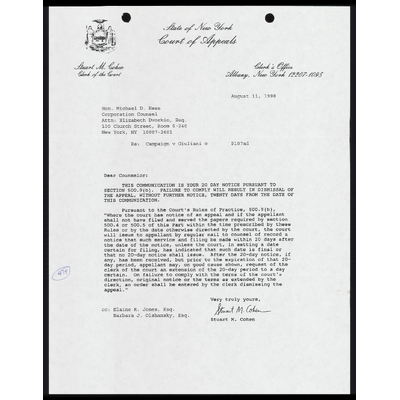 State of New York
Court of Appeals
Stuart M. Cohen
Clerk of the Court
Clerk's Office
Albany, New York 12207-1095
August 11, 1998
Hon. Michael D. Hess
Corporation Counsel
Attn: Elizabeth Dvorkin, Esq.
100 Church Street, Room 6-240
New York, NY 10007-2601
Re: Campaign v Giuliani
Dear Counselor:
THIS COMMUNICATION IS YOUR 20 DAY NOTICE PURSUANT TO
SECTION 500.9(b). FAILURE TO COMPLY WILL RESULT IN DISMISSAL OF
THE APPEAL, WITHOUT FURTHER NOTICE, TWENTY DAYS FROM THE DATE OF
THIS COMMUNICATION.
Pursuant to the Court's Rules of Practice, 500.9(b),
"Where the court has notice of an appeal and if the appellant
shall not have filed and served the papers required by section
500.4 or 500.5 of this part within the time prescribed by these
Rules or by the date otherwise directed by the court, the court
will issue to appellant by regular mail to counsel of record a
notice that such service and filing be made within 20 days after
the date of the notice, unless the court, in setting a date
certain for filing, has indicated that such date is final or
that no 20-day notice shall issue. After the 20-day notice, if
any, has been received, but prior to the expiration of that 20-
day period, appellant may, on good cause shown, request of the
clerk of the court an extension of the 20-day period to a day
certain. On failure to comply with the terms of the court's
direction, original notice or the terms as extended by the
clerk, an order shall be entered by the clerk dismissing the
appeal."
Very truly yours,
Stuart M. Cohen
Stuart M. Cohen
cc: Elaine R. Jones, Esq.
Barbara J. Olshansky, Esq.